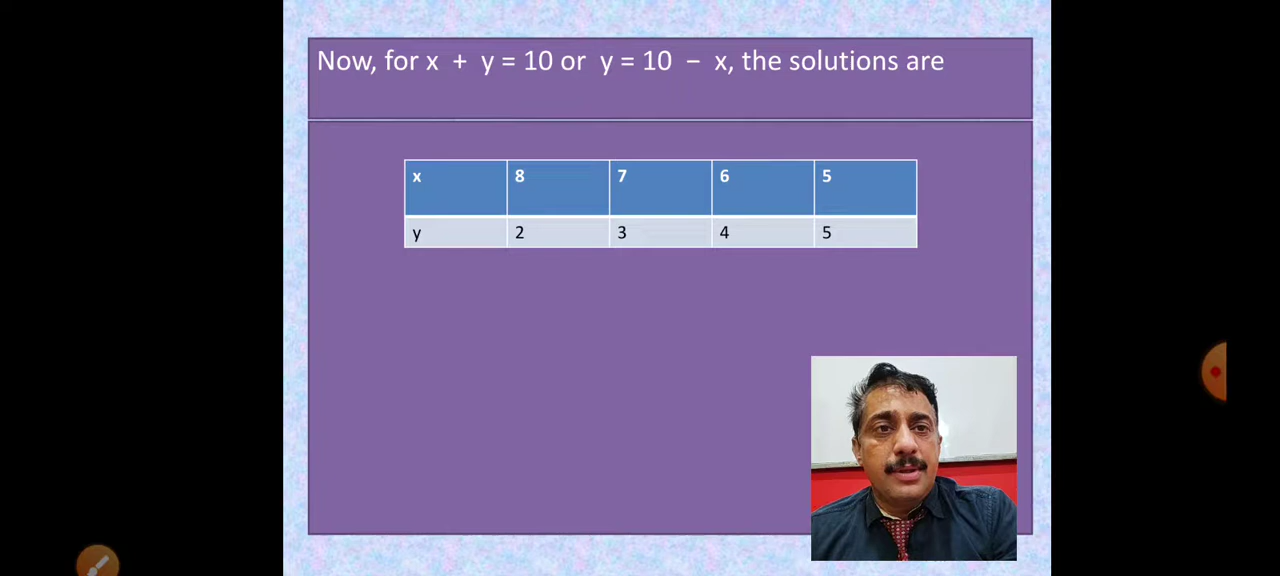 Now, for x + y = 10 or y = 10 − x, the solutions are
x 8 7 6 5
y 2 3 4 5